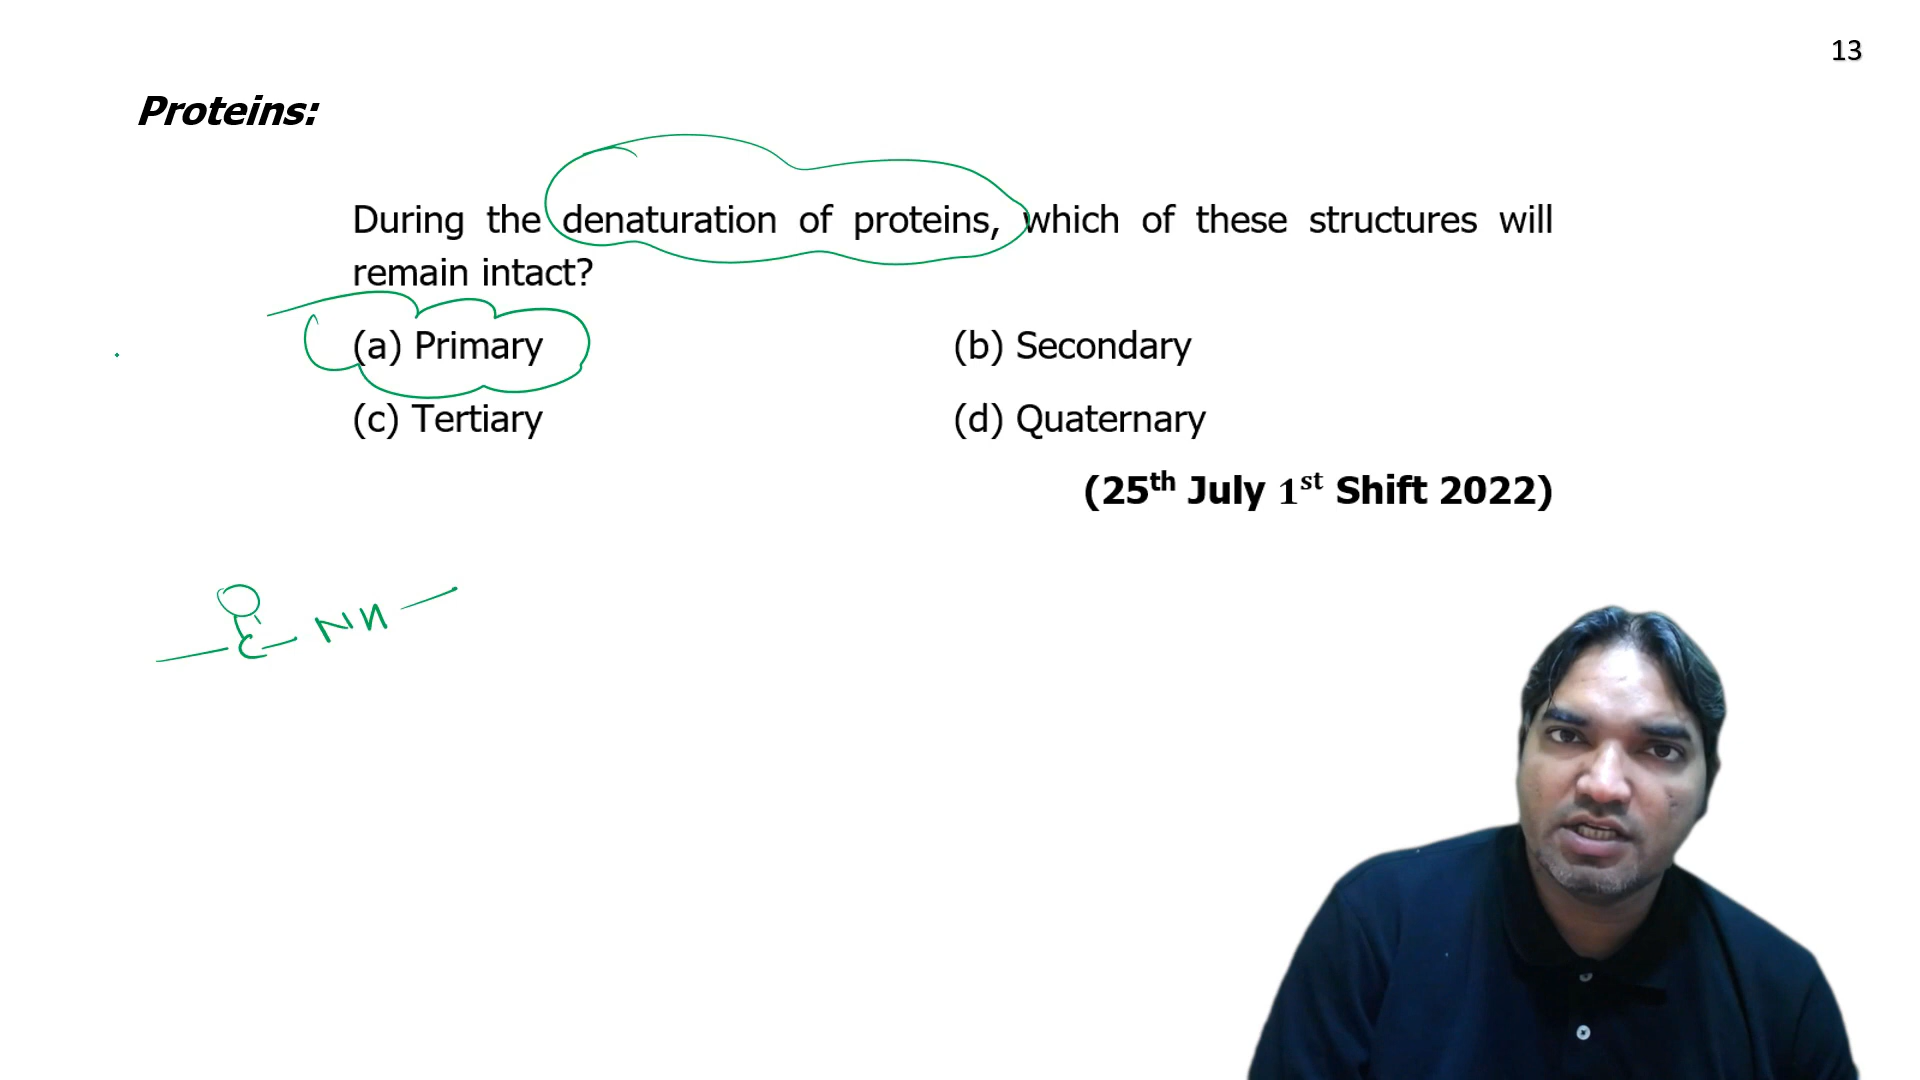 13
Proteins:
During the denaturation of proteins, which of these structures will
remain intact?
(a) Primary (b) Secondary
(c) Tertiary (d) Quaternary
(25th July 1st Shift 2022)
O
— C — NH —